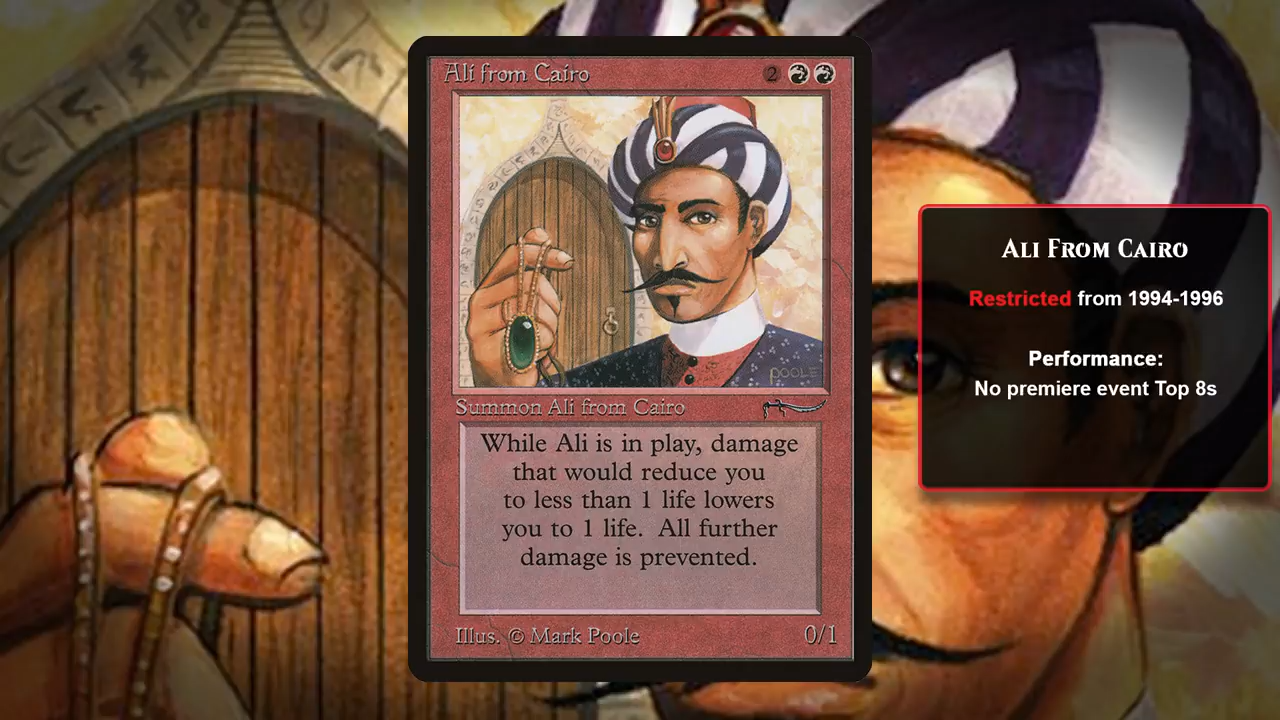 Ali from Cairo 2
POOLE
Summon Ali from Cairo
While Ali is in play, damage
that would reduce you
to less than 1 life lowers
you to 1 life. All further
damage is prevented.
Illus. © Mark Poole 0/1
Ali From Cairo
Restricted from 1994-1996
Performance:
No premiere event Top 8s